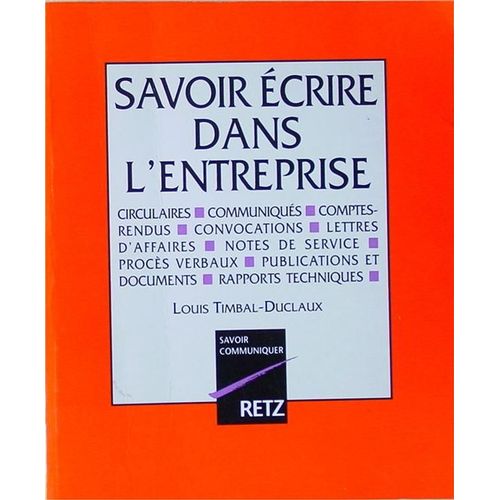 SAVOIR ÉCRIRE
DANS
L'ENTREPRISE
CIRCULAIRES ■ COMMUNIQUÉS ■ COMPTES-
RENDUS ■ CONVOCATIONS ■ LETTRES
D'AFFAIRES ■ NOTES DE SERVICE ■
PROCÈS VERBAUX ■ PUBLICATIONS ET
DOCUMENTS ■ RAPPORTS TECHNIQUES ■
LOUIS TIMBAL-DUCLAUX
SAVOIR
COMMUNIQUER
RETZ